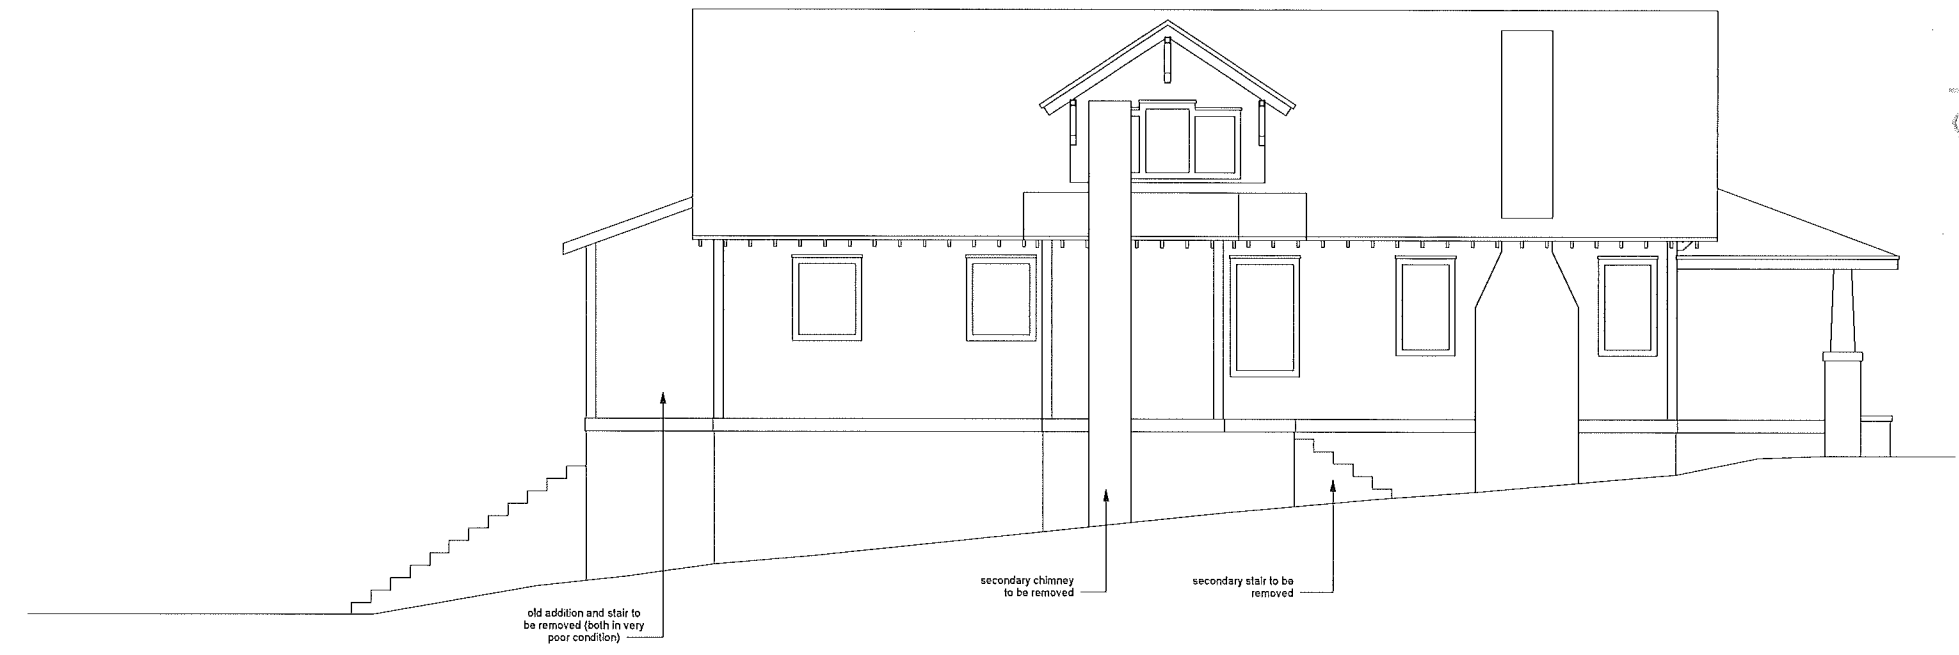 secondary chimney
to be removed
secondary stair to be
removed
old addition and stair to
be removed (both in very
poor condition)